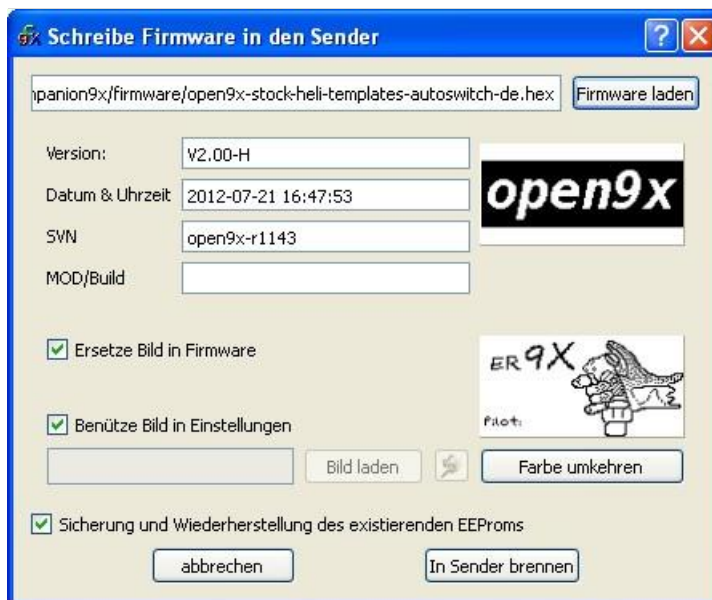 Schreibe Firmware in den Sender
npanion9x/firmware/open9x-stock-heli-templates-autoswitch-de.hex Firmware laden
Version: V2.00-H
Datum & Uhrzeit 2012-07-21 16:47:53
SVN open9x-r1143
MOD/Build
open9x
Ersetze Bild in Firmware
ER9X
Pilot:
Benütze Bild in Einstellungen
Bild laden Farbe umkehren
Sicherung und Wiederherstellung des existierenden EEProms
abbrechen In Sender brennen